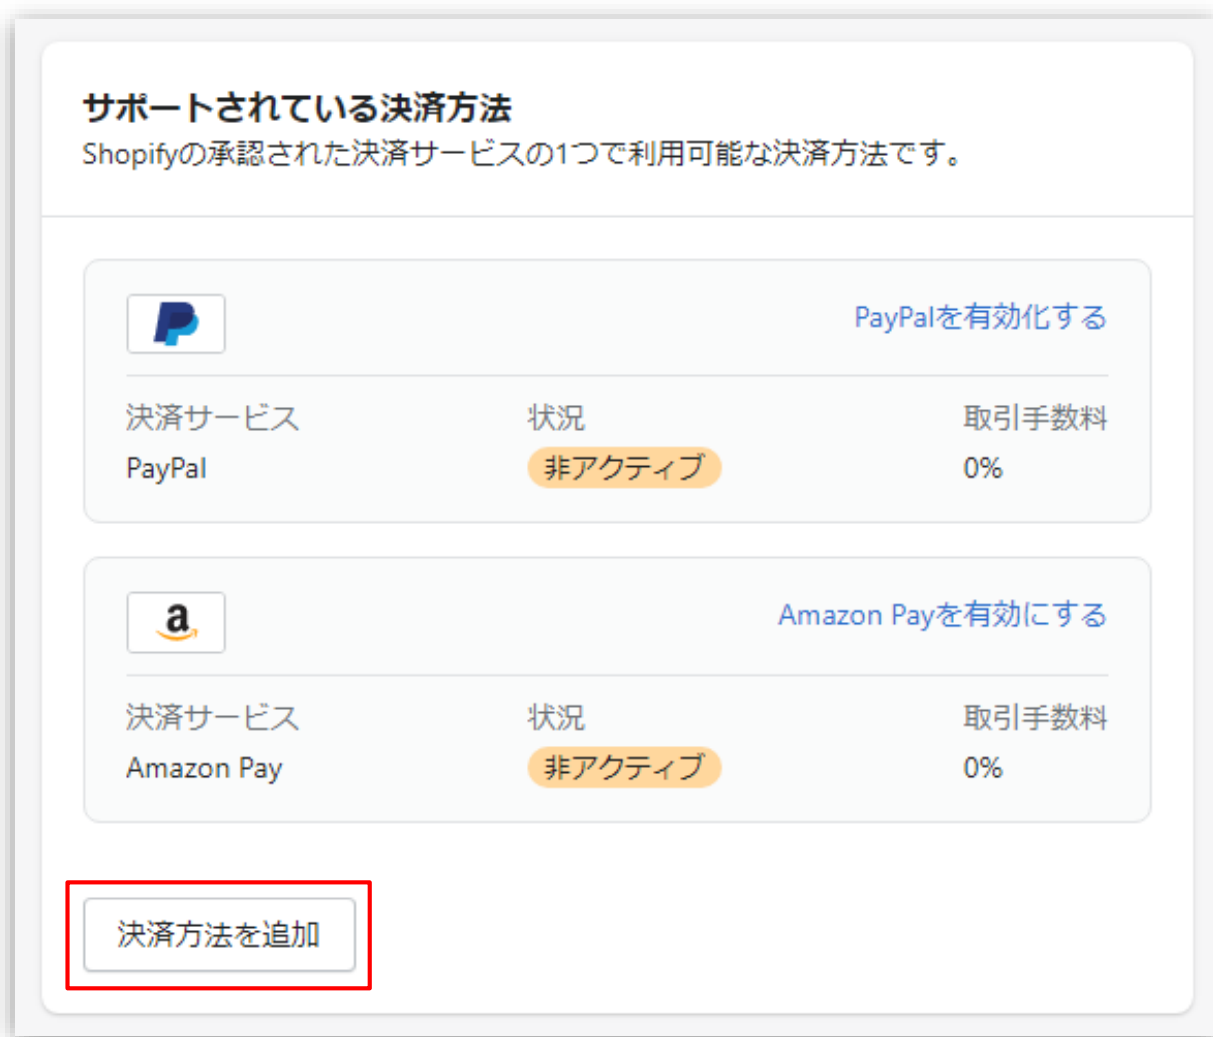 サポートされている決済方法
Shopifyの承認された決済サービスの1つで利用可能な決済方法です。
PayPalを有効化する
決済サービス 状況 取引手数料
PayPal 非アクティブ 0%
a
Amazon Payを有効にする
決済サービス 状況 取引手数料
Amazon Pay 非アクティブ 0%
決済方法を追加